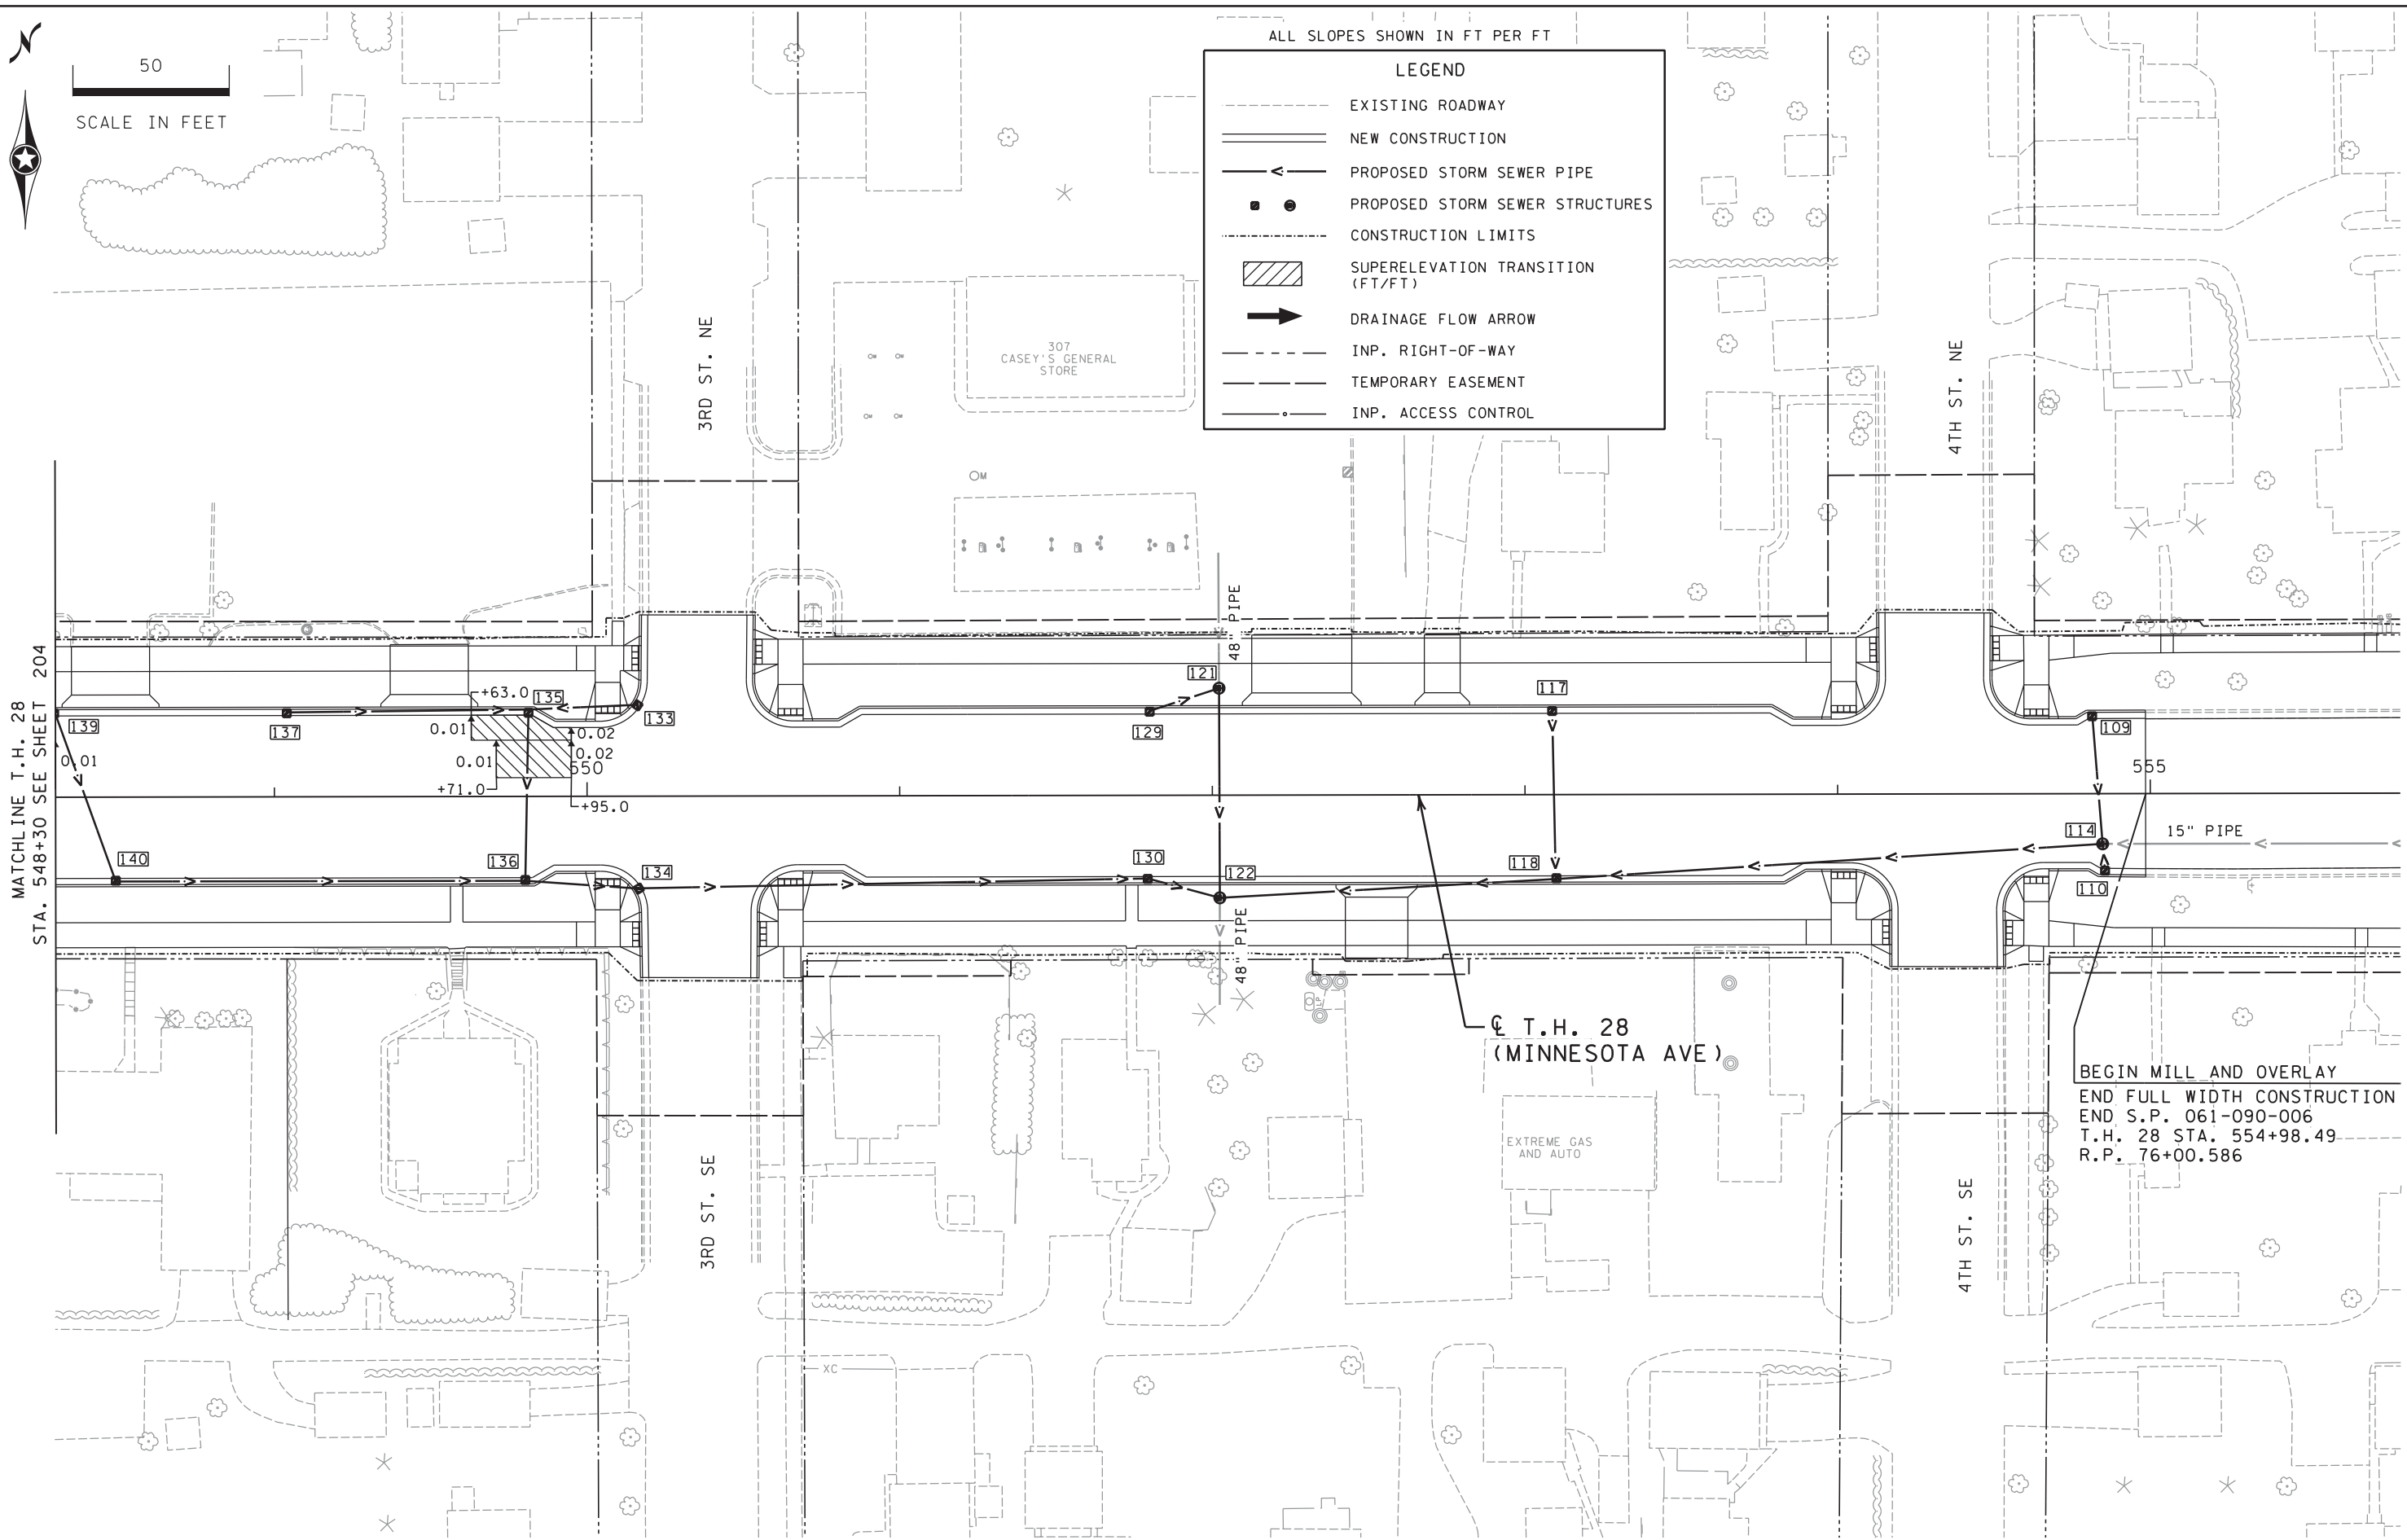 ALL SLOPES SHOWN IN FT PER FT
N
50
SCALE IN FEET
LEGEND
EXISTING ROADWAY
NEW CONSTRUCTION
PROPOSED STORM SEWER PIPE
PROPOSED STORM SEWER STRUCTURES
CONSTRUCTION LIMITS
SUPERELEVATION TRANSITION
(FT/FT)
DRAINAGE FLOW ARROW
INP. RIGHT-OF-WAY
TEMPORARY EASEMENT
INP. ACCESS CONTROL
3RD ST. NE
4TH ST. NE
307
CASEY'S GENERAL
STORE
M
48" PIPE
MATCHLINE T.H. 28
STA. 548+30 SEE SHEET 204
139
137
+63.0
135
133
121
129
117
109
0.01
0.01
0.02
0.02
0.01
550
+71.0
+95.0
555
140
136
134
130
122
118
114
15" PIPE
110
48" PIPE
LP
℄ T.H. 28
(MINNESOTA AVE)
BEGIN MILL AND OVERLAY
END FULL WIDTH CONSTRUCTION
END S.P. 061-090-006
T.H. 28 STA. 554+98.49
R.P. 76+00.586
EXTREME GAS
AND AUTO
3RD ST. SE
4TH ST. SE
XC